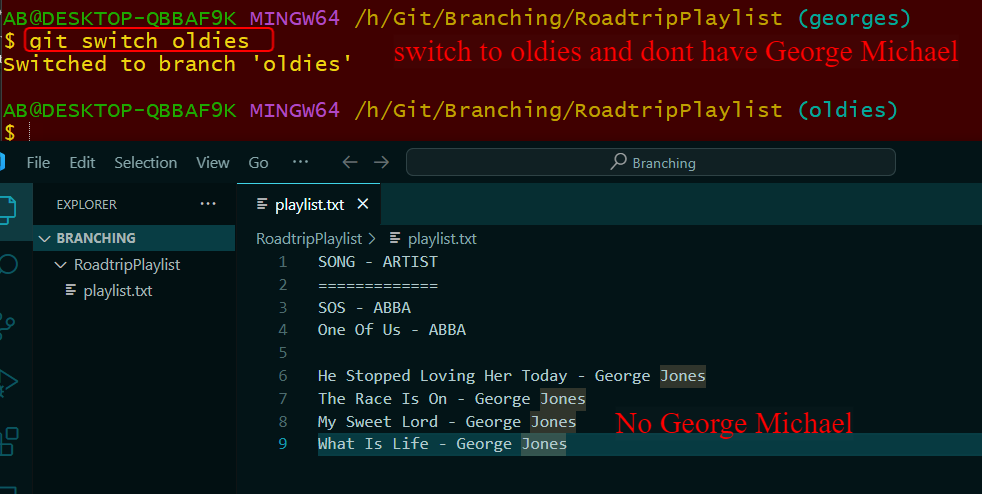 AB@DESKTOP-QBBAF9K MINGW64 /h/Git/Branching/RoadtripPlaylist (georges)
$ git switch oldies
switch to oldies and dont have George Michael
Switched to branch 'oldies'
AB@DESKTOP-QBBAF9K MINGW64 /h/Git/Branching/RoadtripPlaylist (oldies)
$
File Edit Selection View Go ··· ← → Branching
EXPLORER ··· playlist.txt ×
BRANCHING
RoadtripPlaylist > playlist.txt
RoadtripPlaylist
playlist.txt
1 SONG - ARTIST
2 =============
3 SOS - ABBA
4 One Of Us - ABBA
5
6 He Stopped Loving Her Today - George Jones
7 The Race Is On - George Jones
8 My Sweet Lord - George Jones
No George Michael
9 What Is Life - George Jones